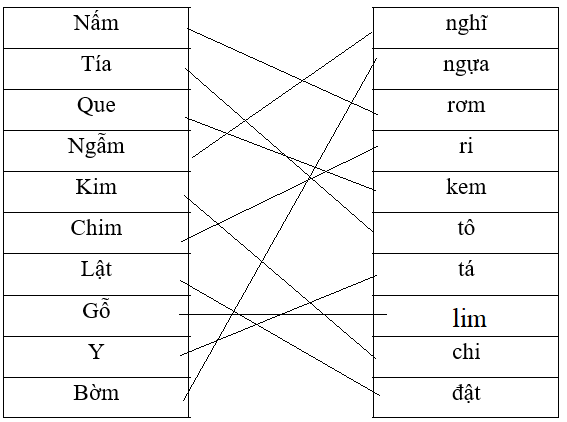 Nấm nghĩ
Tía ngựa
Que rơm
Ngẫm ri
Kim kem
Chim tô
Lật tá
Gỗ lim
Y chi
Bờm đật